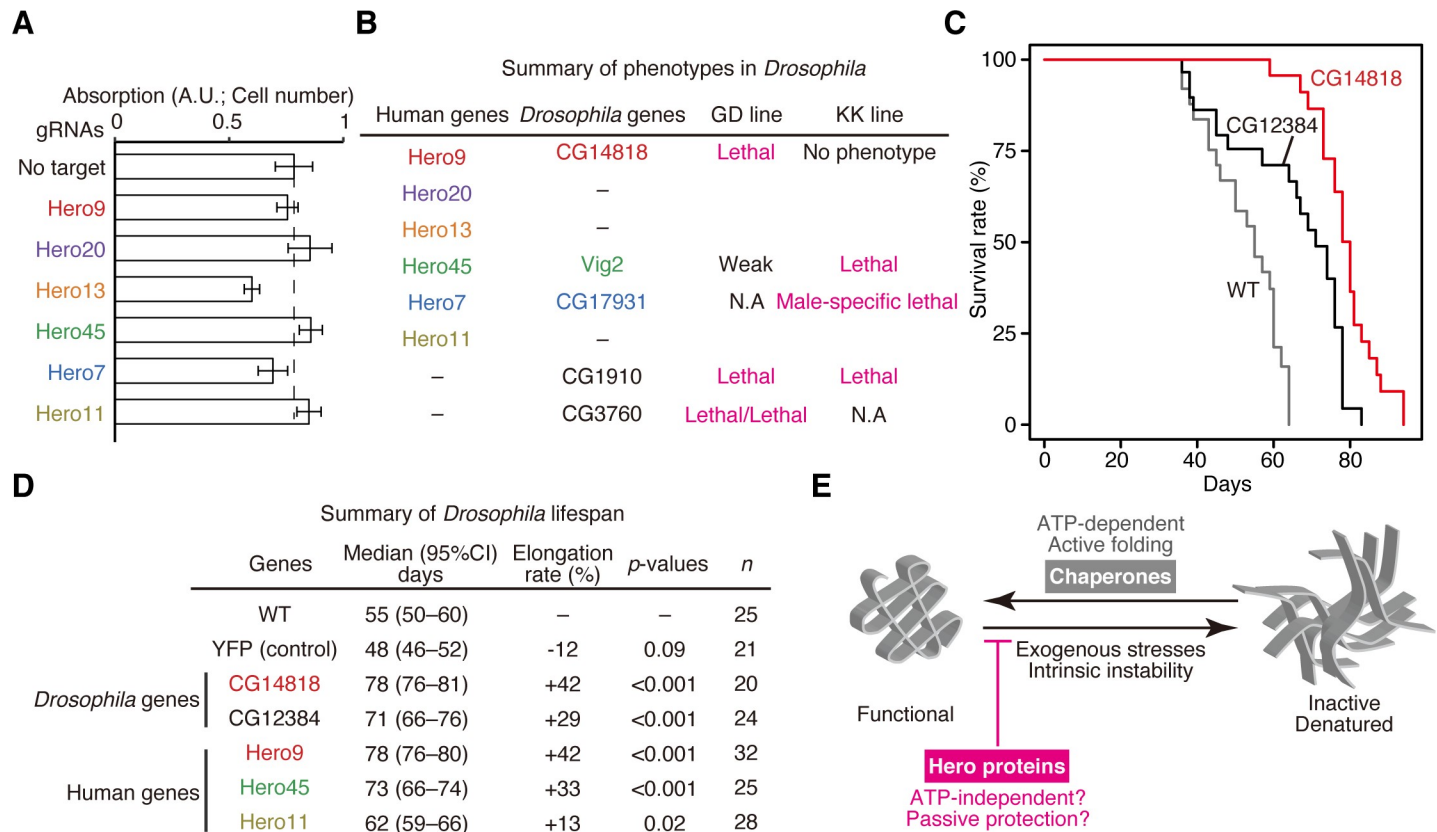 A
Absorption (A.U.; Cell number)
gRNAs
0 0.5 1
No target
Hero9
Hero20
Hero13
Hero45
Hero7
Hero11
B
Summary of phenotypes in Drosophila
Human genes Drosophila genes GD line KK line
Hero9 CG14818 Lethal No phenotype
Hero20 –
Hero13 –
Hero45 Vig2 Weak Lethal
Hero7 CG17931 N.A Male-specific lethal
Hero11 –
– CG1910 Lethal Lethal
– CG3760 Lethal/Lethal N.A
C
Survival rate (%)
100
75
50
25
0
CG14818
CG12384
WT
0 20 40 60 80
Days
D
Summary of Drosophila lifespan
Genes Median (95%CI) days Elongation rate (%) p-values n
WT 55 (50–60) – – 25
YFP (control) 48 (46–52) -12 0.09 21
Drosophila genes
CG14818 78 (76–81) +42 <0.001 20
CG12384 71 (66–76) +29 <0.001 24
Human genes
Hero9 78 (76–80) +42 <0.001 32
Hero45 73 (66–74) +33 <0.001 25
Hero11 62 (59–66) +13 0.02 28
E
ATP-dependent
Active folding
Chaperones
Exogenous stresses
Intrinsic instability
Functional
Inactive
Denatured
Hero proteins
ATP-independent?
Passive protection?